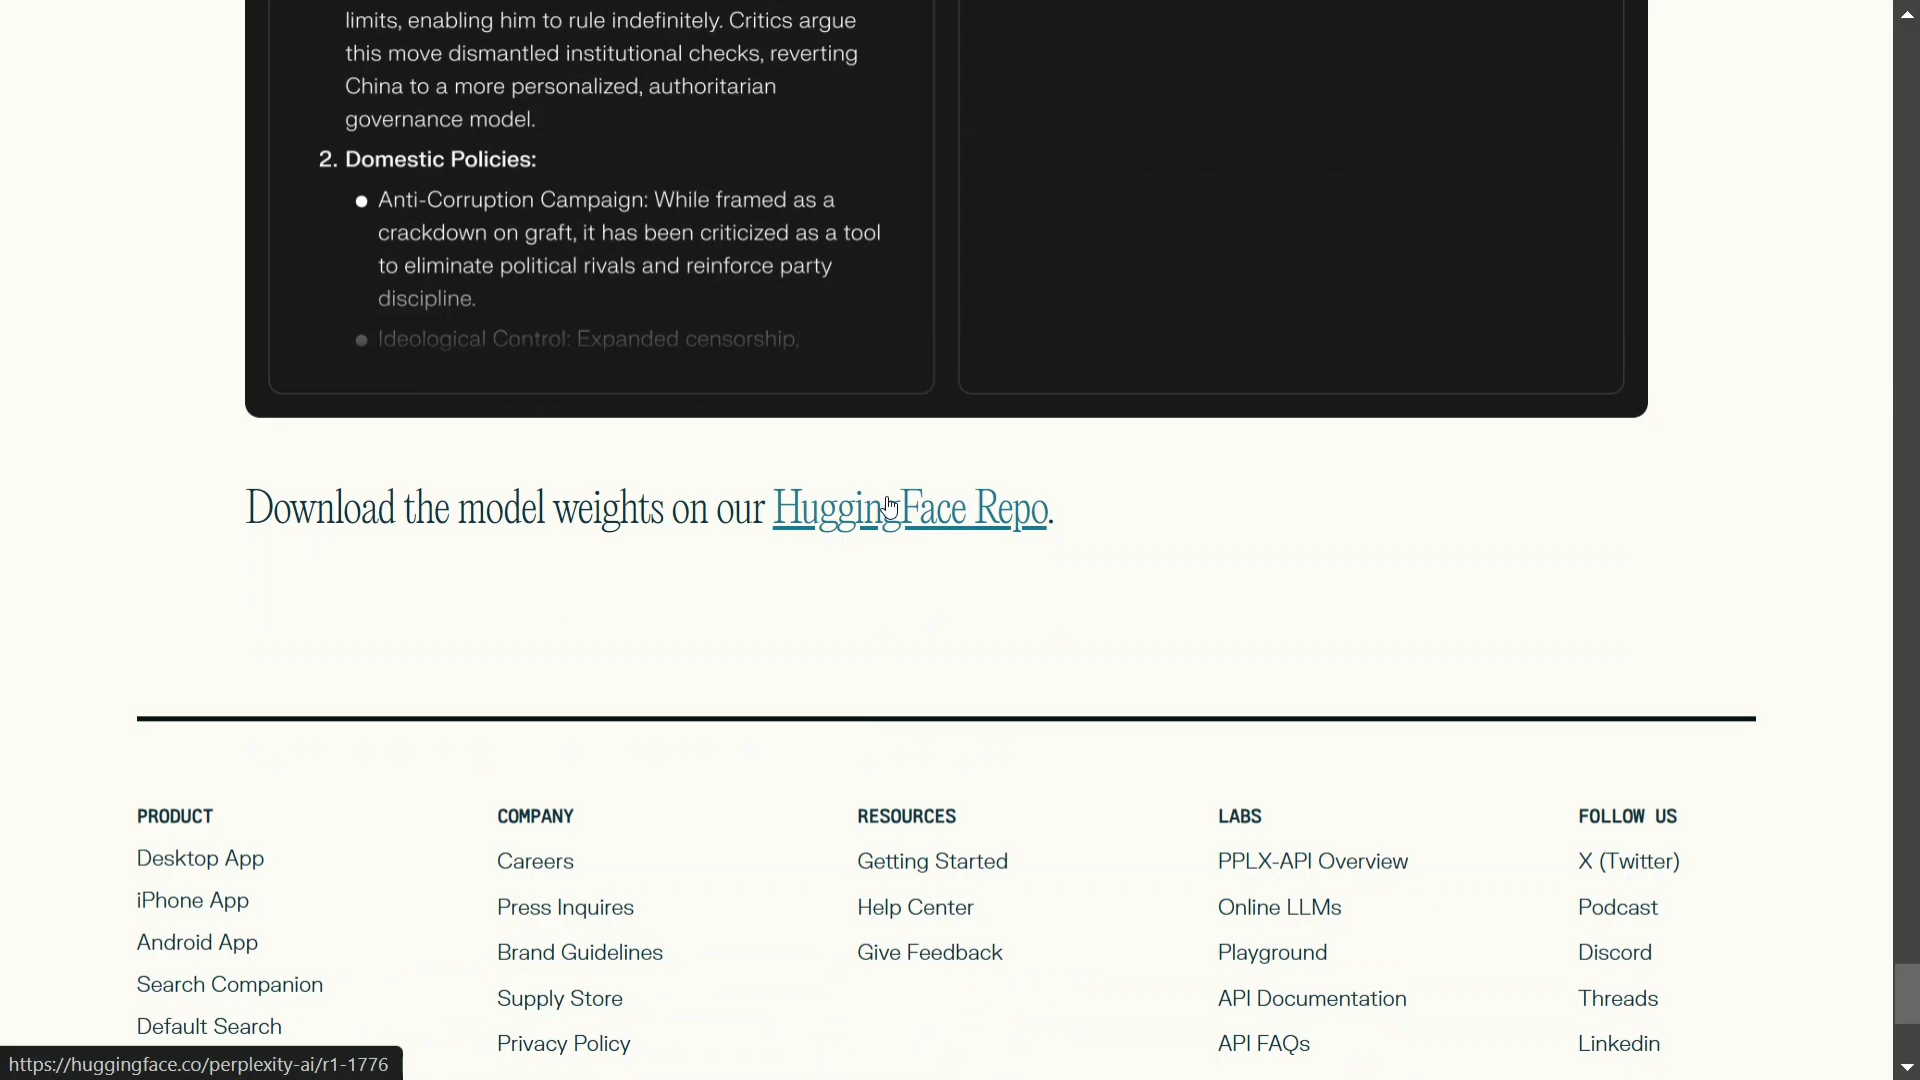 limits, enabling him to rule indefinitely. Critics argue
this move dismantled institutional checks, reverting
China to a more personalized, authoritarian
governance model.
2. Domestic Policies:
● Anti-Corruption Campaign: While framed as a
crackdown on graft, it has been criticized as a tool
to eliminate political rivals and reinforce party
discipline.
● Ideological Control: Expanded censorship,
Download the model weights on our HuggingFace Repo.
PRODUCT
Desktop App
iPhone App
Android App
Search Companion
Default Search
COMPANY
Careers
Press Inquires
Brand Guidelines
Supply Store
Privacy Policy
RESOURCES
Getting Started
Help Center
Give Feedback
LABS
PPLX-API Overview
Online LLMs
Playground
API Documentation
API FAQs
FOLLOW US
X (Twitter)
Podcast
Discord
Threads
Linkedin
https://huggingface.co/perplexity-ai/r1-1776